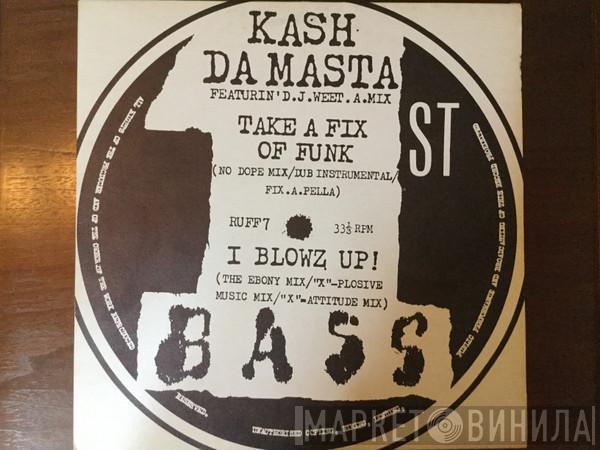 KASH
DA MASTA
FEATURIN'D.J.WEET.A.MIX
TAKE A FIX
OF FUNK
(NO DOPE MIX/DUB INSTRUMENTAL/
FIX.A.PELLA)
ST
RUFF7
33⅓ RPM
I BLOWZ UP!
(THE EBONY MIX/"X"-PLOSIVE
MUSIC MIX/"X"-ATTITUDE MIX)
BASS
МАРКЕТ ВИНИЛА